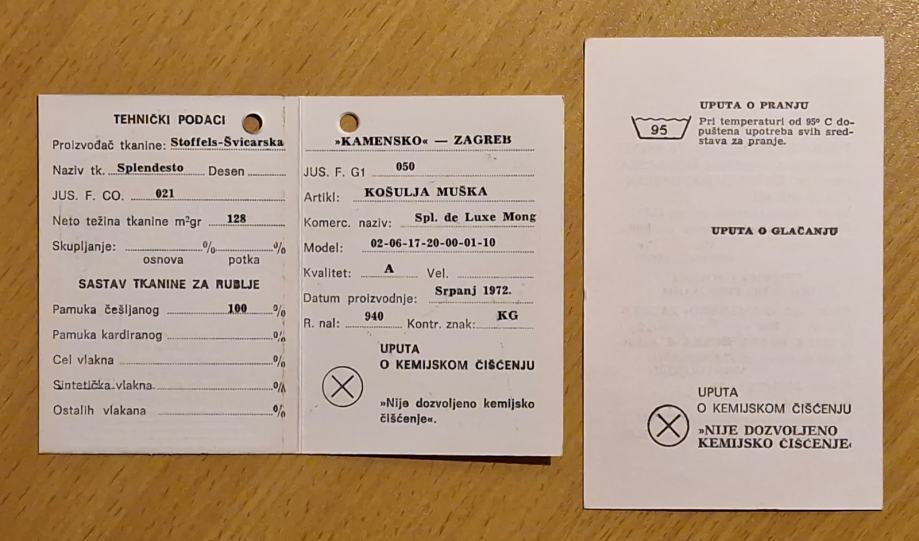 TEHNIČKI PODACI
Proizvođač tkanine: Stoffels-Švicarska
Naziv tk. Splendesto Desen
JUS. F. CO. 021
Neto težina tkanine m²gr 128
Skupljanje: % %
osnova potka
SASTAV TKANINE ZA RUBLJE
Pamuka češljanog 100 %
Pamuka kardiranog %
Cel vlakna %
Sintetička vlakna %
Ostalih vlakana %
»KAMENSKO« — ZAGREB
JUS. F. G1 050
Artikl: KOŠULJA MUŠKA
Komerc. naziv: Spl. de Luxe Mong
Model: 02-06-17-20-00-01-10
Kvalitet: A Vel.
Datum proizvodnje: Srpanj 1972.
R. nal: 940 Kontr. znak: KG
UPUTA
O KEMIJSKOM ČIŠĆENJU
»Nije dozvoljeno kemijsko
čišćenje«.
UPUTA O PRANJU
95
Pri temperaturi od 95° C do-
puštena upotreba svih sred-
stava za pranje.
UPUTA O GLAČANJU
UPUTA
O KEMIJSKOM ČIŠĆENJU
»NIJE DOZVOLJENO
KEMIJSKO ČIŠĆENJE«